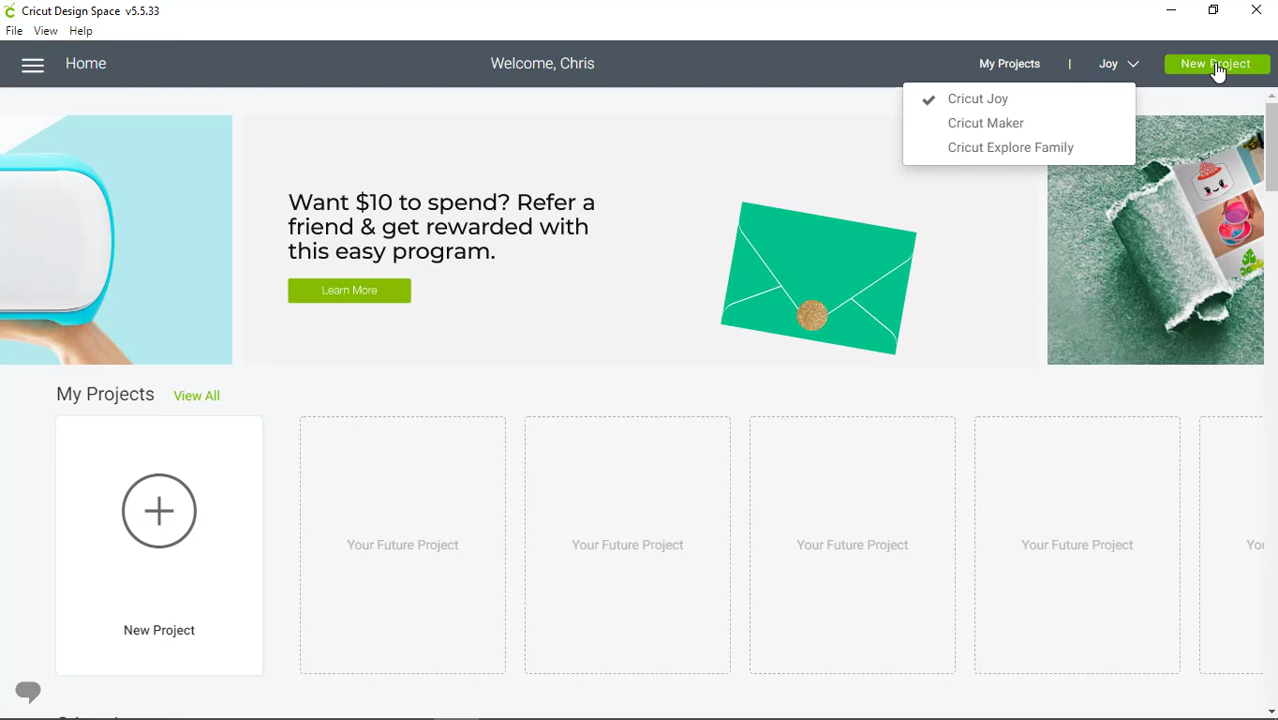 Cricut Design Space v5.5.33
File View Help
Home
Welcome, Chris
My Projects | Joy
New Project
Cricut Joy
Cricut Maker
Cricut Explore Family
Want $10 to spend? Refer a
friend & get rewarded with
this easy program.
Learn More
My Projects View All
New Project
Your Future Project
Your Future Project
Your Future Project
Your Future Project